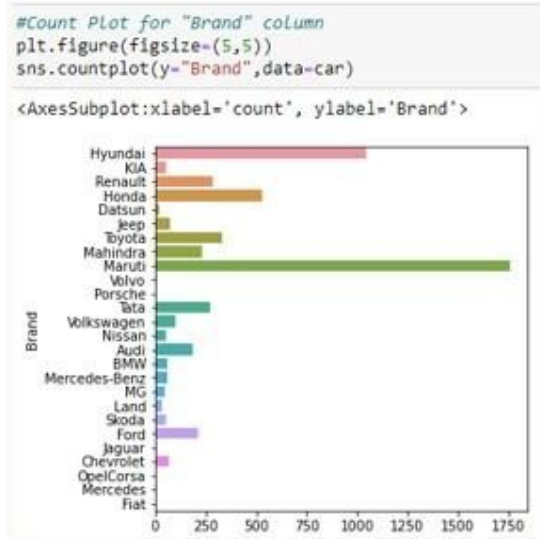 #Count Plot for "Brand" column
plt.figure(figsize=(5,5))
sns.countplot(y="Brand",data=car)
<AxesSubplot:xlabel='count', ylabel='Brand'>
Hyundai
KIA
Renault
Honda
Datsun
Jeep
Toyota
Mahindra
Maruti
Volvo
Porsche
Tata
Volkswagen
Nissan
Audi
BMW
Mercedes-Benz
MG
Land
Skoda
Ford
Jaguar
Chevrolet
OpelCorsa
Mercedes
Fiat
Brand
0 250 500 750 1000 1250 1500 1750